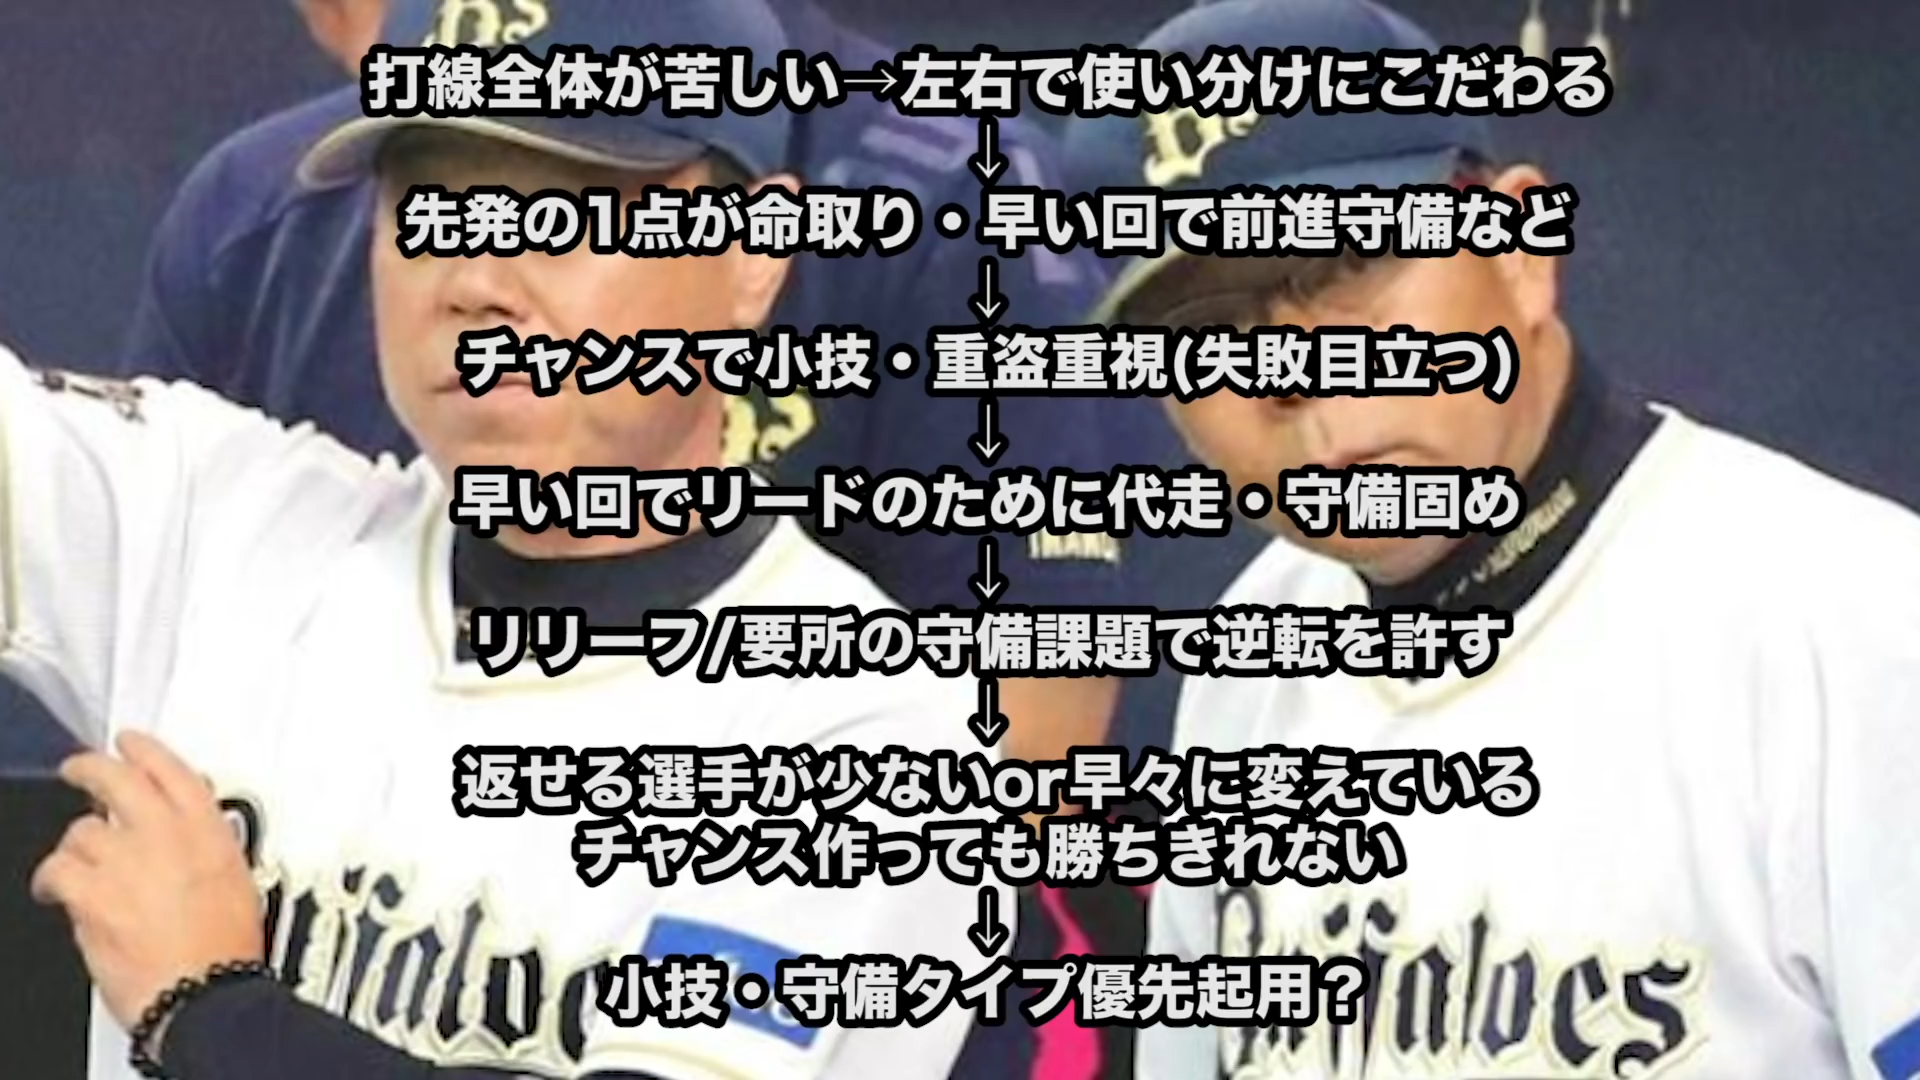 打線全体が苦しい→左右で使い分けにこだわる
↓
先発の1点が命取り・早い回で前進守備など
↓
チャンスで小技・重盗重視(失敗目立つ)
↓
早い回でリードのために代走・守備固め
↓
リリーフ/要所の守備課題で逆転を許す
↓
返せる選手が少ないor早々に変えている
チャンス作っても勝ちきれない
↓
小技・守備タイプ優先起用？
Buffaloes
Buffaloes